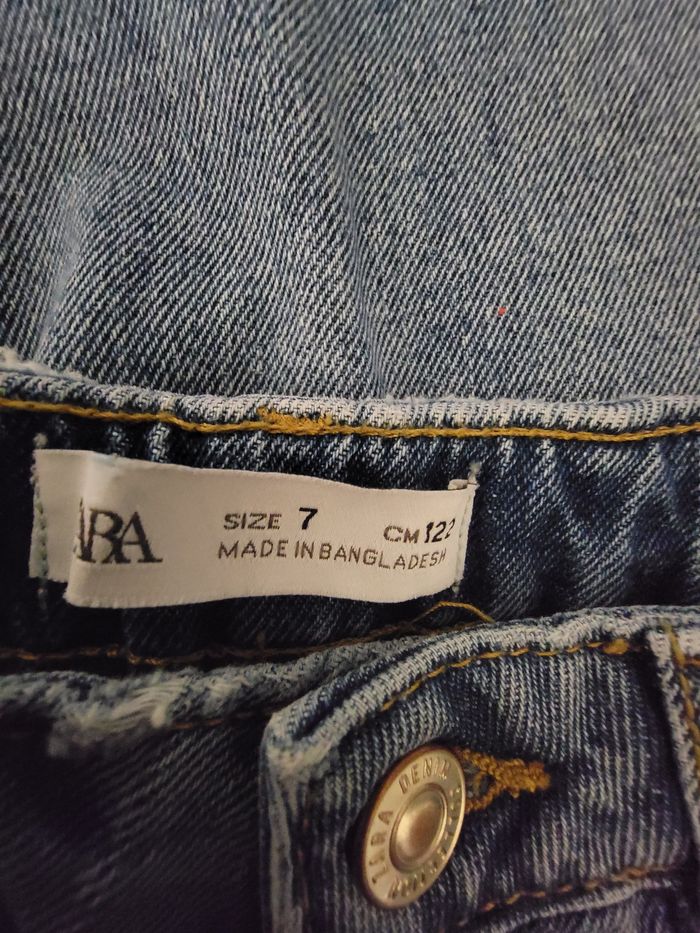 ARA
SIZE 7 CM 122
MADE IN BANGLADESH
ZARA DENIM